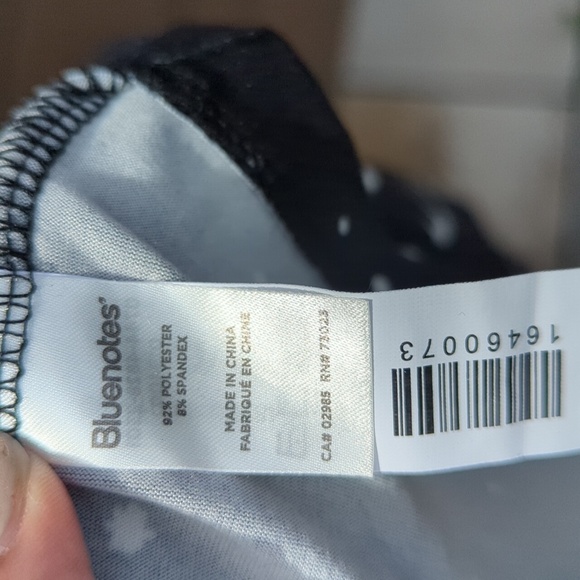 Bluenotes'
92% POLYESTER
8% SPANDEX
MADE IN CHINA
FABRIQUÉ EN CHINE
CA# 02985 RN# 73023
16460073